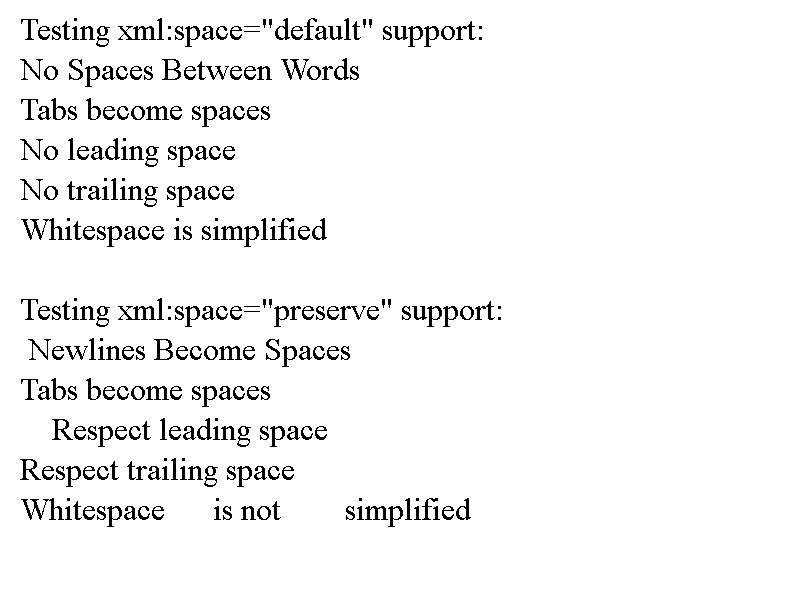 Testing xml:space="default" support:
No Spaces Between Words
Tabs become spaces
No leading space
No trailing space
Whitespace is simplified

Testing xml:space="preserve" support:
 Newlines Become Spaces
Tabs become spaces
    Respect leading space
Respect trailing space
Whitespace      is not        simplified